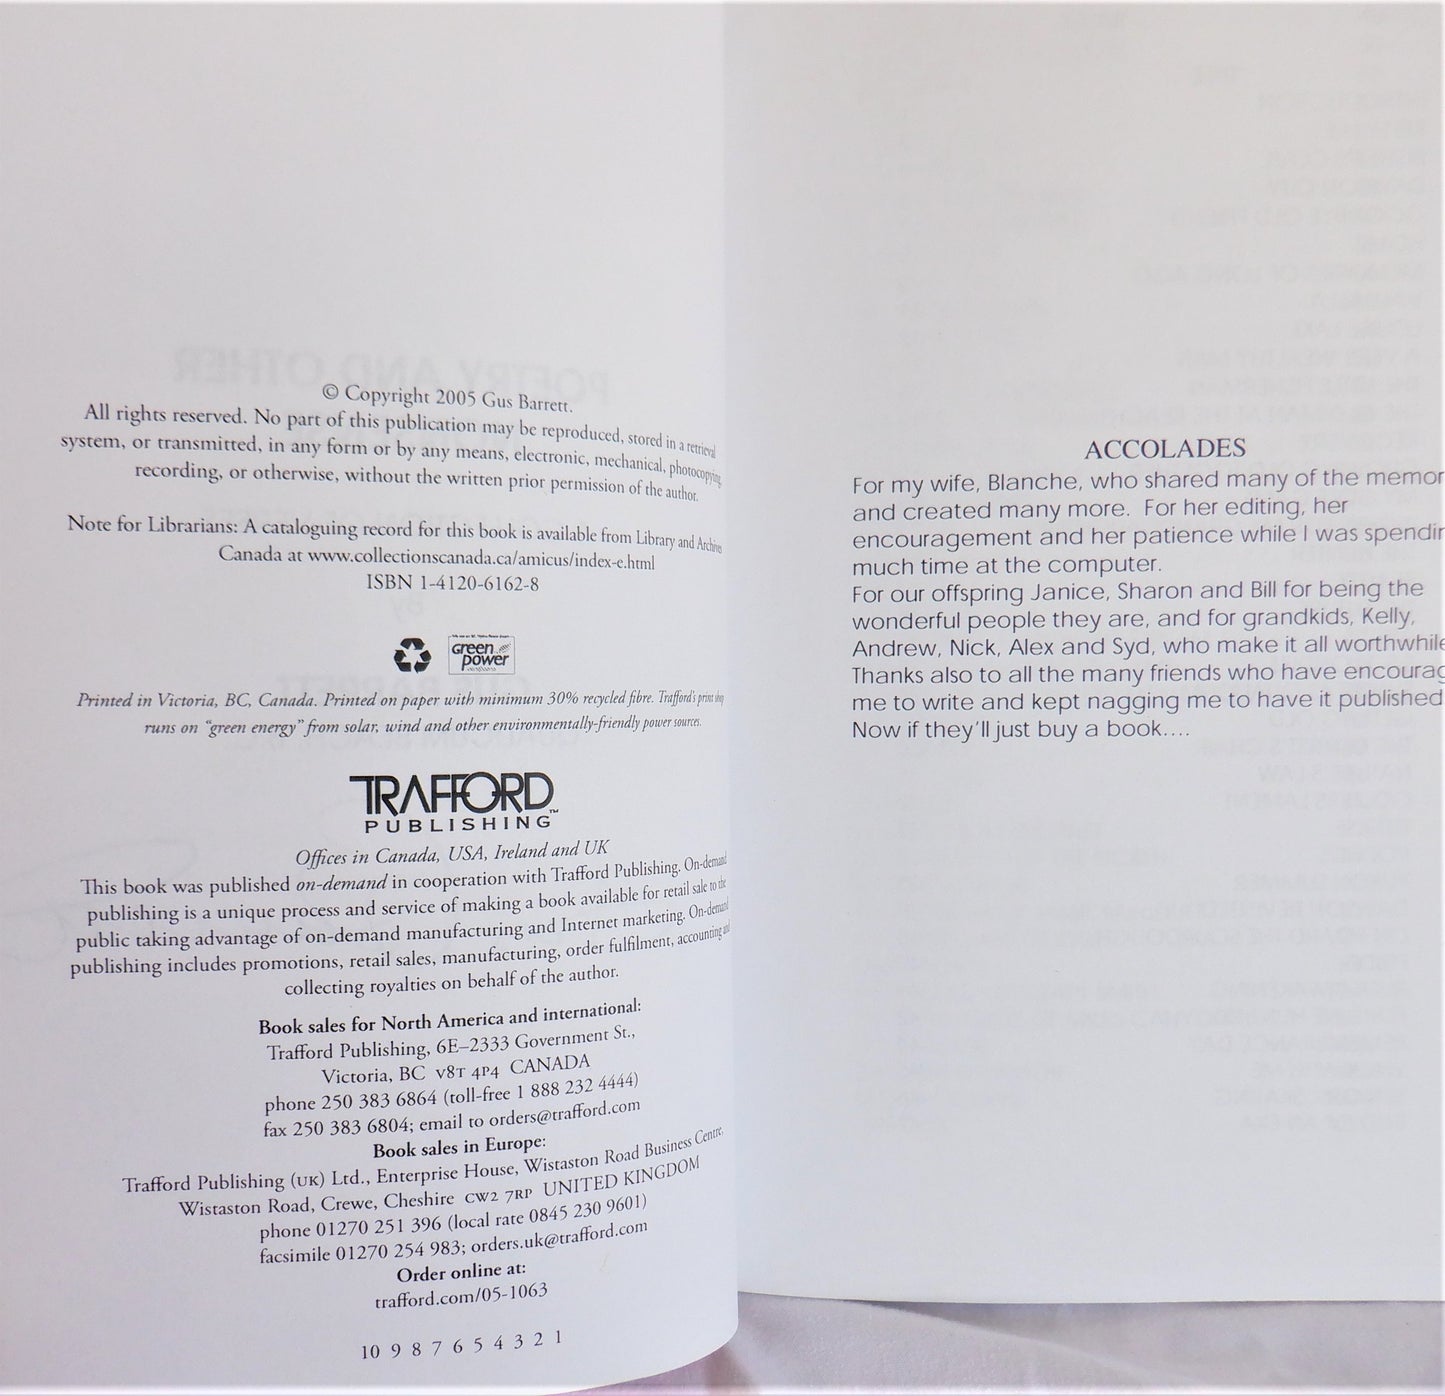 © Copyright 2005 Gus Barrett.
All rights reserved. No part of this publication may be reproduced, stored in a retrieval
system, or transmitted, in any form or by any means, electronic, mechanical, photocopying,
recording, or otherwise, without the written prior permission of the author.
Note for Librarians: A cataloguing record for this book is available from Library and Archives
Canada at www.collectionscanada.ca/amicus/index-e.html
ISBN 1-4120-6162-8
green
power
Printed in Victoria, BC, Canada. Printed on paper with minimum 30% recycled fibre. Trafford's print shop
runs on "green energy" from solar, wind and other environmentally-friendly power sources.
TRAFFORD™
PUBLISHING
Offices in Canada, USA, Ireland and UK
This book was published on-demand in cooperation with Trafford Publishing. On-demand
publishing is a unique process and service of making a book available for retail sale to the
public taking advantage of on-demand manufacturing and Internet marketing. On-demand
publishing includes promotions, retail sales, manufacturing, order fulfilment, accounting and
collecting royalties on behalf of the author.
Book sales for North America and international:
Trafford Publishing, 6E–2333 Government St.,
Victoria, BC V8T 4P4 CANADA
phone 250 383 6864 (toll-free 1 888 232 4444)
fax 250 383 6804; email to orders@trafford.com
Book sales in Europe:
Trafford Publishing (UK) Ltd., Enterprise House, Wistaston Road Business Centre,
Wistaston Road, Crewe, Cheshire CW2 7RP UNITED KINGDOM
phone 01270 251 396 (local rate 0845 230 9601)
facsimile 01270 254 983; orders.uk@trafford.com
Order online at:
trafford.com/05-1063
10 9 8 7 6 5 4 3 2 1
ACCOLADES
For my wife, Blanche, who shared many of the memor
and created many more. For her editing, her
encouragement and her patience while I was spendin
much time at the computer.
For our offspring Janice, Sharon and Bill for being the
wonderful people they are, and for grandkids, Kelly,
Andrew, Nick, Alex and Syd, who make it all worthwhile
Thanks also to all the many friends who have encourag
me to write and kept nagging me to have it published
Now if they'll just buy a book....